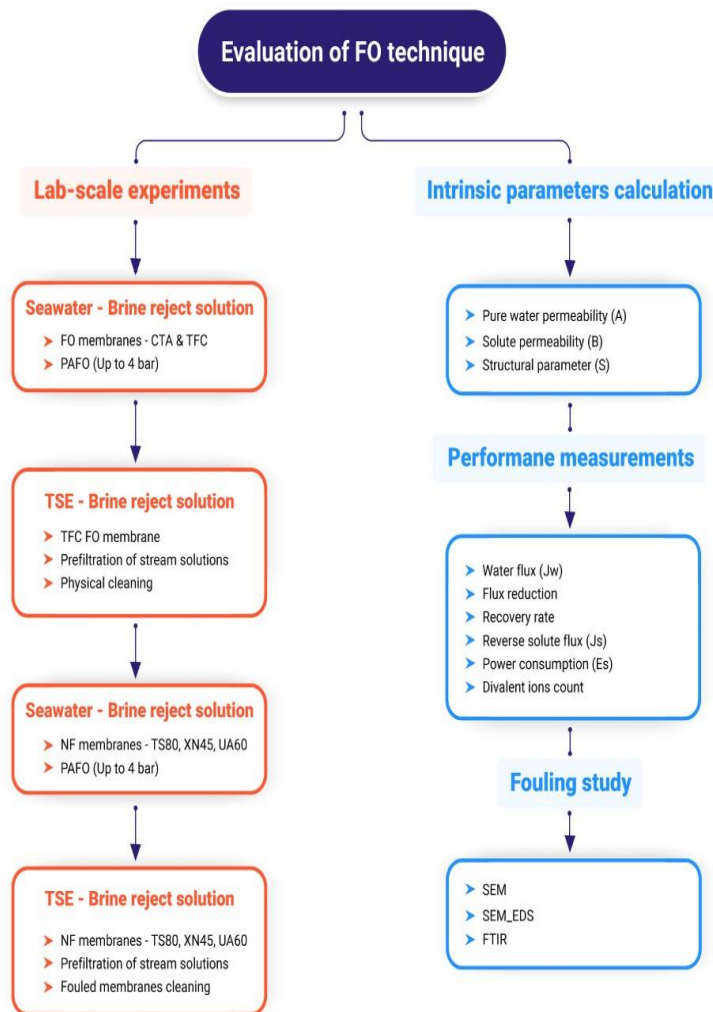 Evaluation of FO technique
Lab-scale experiments
Seawater - Brine reject solution
FO membranes - CTA & TFC
PAFO (Up to 4 bar)
TSE - Brine reject solution
TFC FO membrane
Prefiltration of stream solutions
Physical cleaning
Seawater - Brine reject solution
NF membranes - TS80, XN45, UA60
PAFO (Up to 4 bar)
TSE - Brine reject solution
NF membranes - TS80, XN45, UA60
Prefiltration of stream solutions
Fouled membranes cleaning
Intrinsic parameters calculation
Pure water permeability (A)
Solute permeability (B)
Structural parameter (S)
Performane measurements
Water flux (Jw)
Flux reduction
Recovery rate
Reverse solute flux (Js)
Power consumption (Es)
Divalent ions count
Fouling study
SEM
SEM_EDS
FTIR